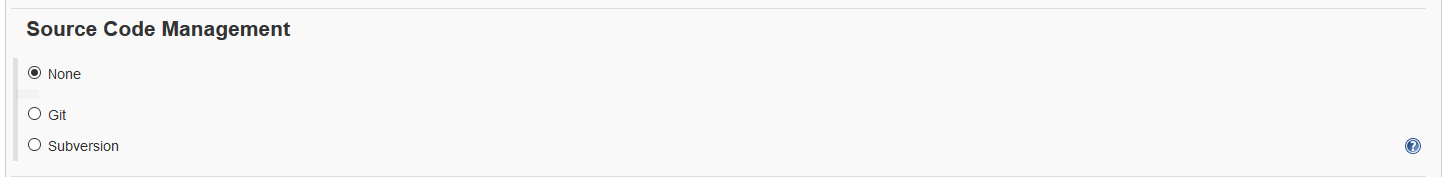 Source Code Management
None
Git
Subversion
?